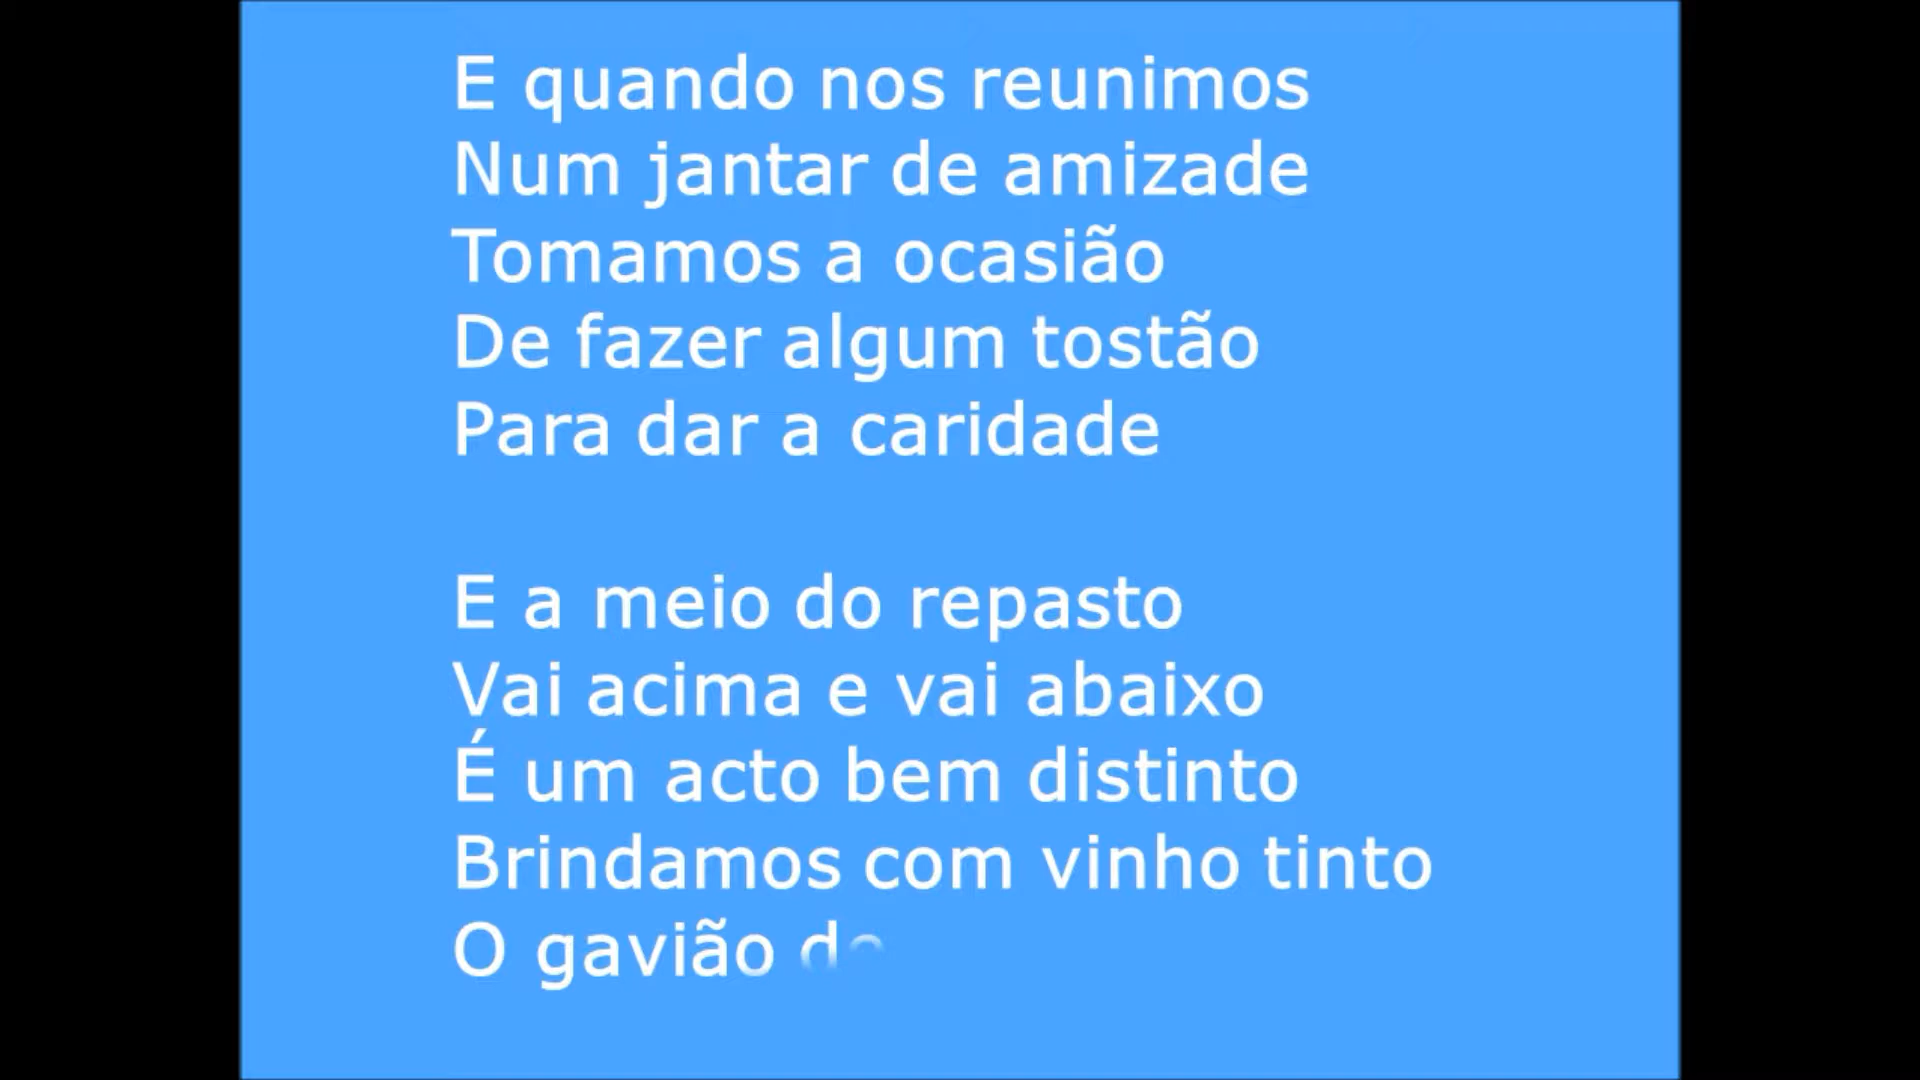 E quando nos reunimos
Num jantar de amizade
Tomamos a ocasião
De fazer algum tostão
Para dar a caridade
E a meio do repasto
Vai acima e vai abaixo
É um acto bem distinto
Brindamos com vinho tinto
O gavião